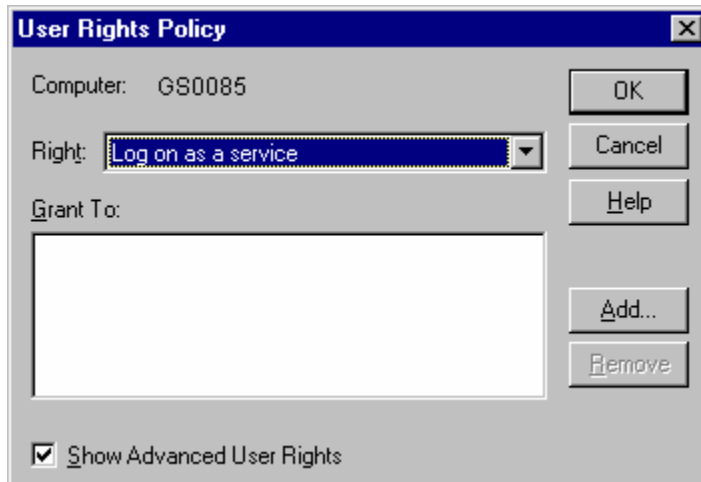 User Rights Policy
Computer: GS0085
OK
Right: Log on as a service
Cancel
Grant To:
Help
Add...
Remove
Show Advanced User Rights